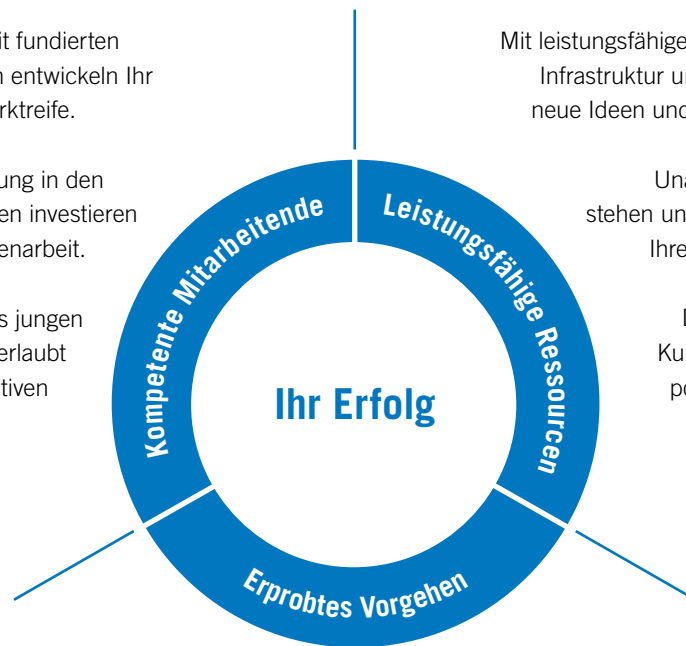 it fundierten
entwickeln Ihr
rktreife.
ung in den
en investieren
enarbeit.
s jungen
erlaubt
tiven
Mit leistungsfähige
Infrastruktur u
neue Ideen und
Una
stehen un
Ihre
Ku
po
Kompetente Mitarbeitende
Leistungsfähige Ressourcen
Ihr Erfolg
Erprobtes Vorgehen